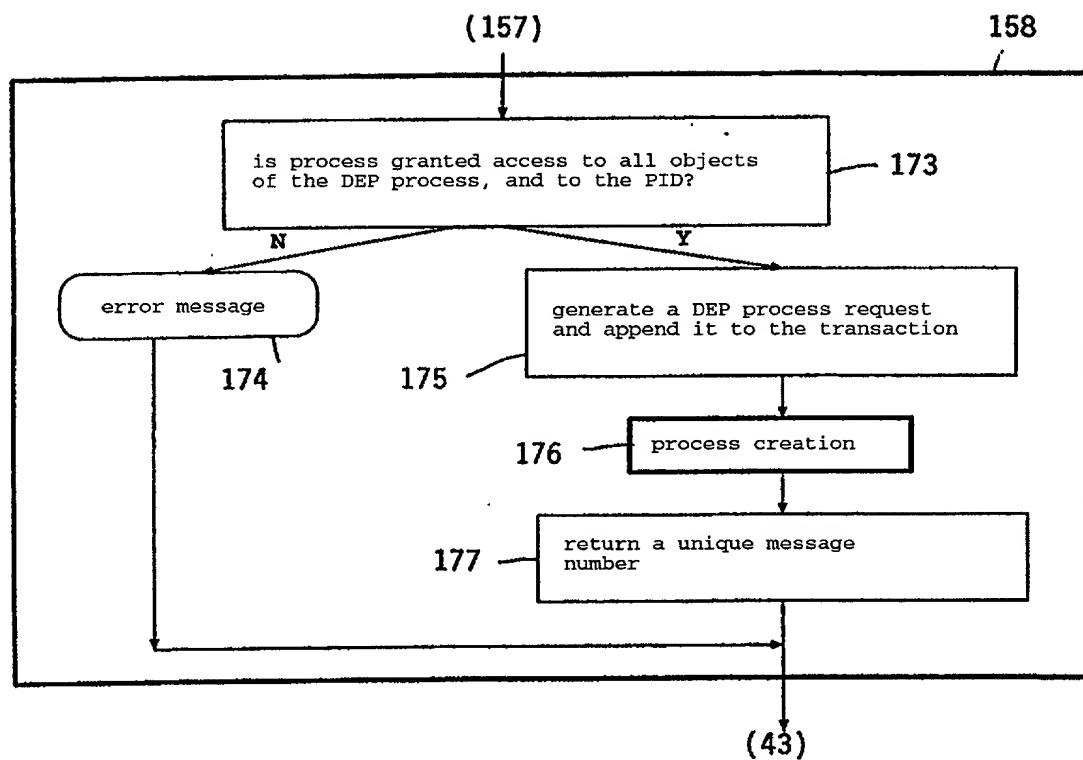 (157)
158
is process granted access to all objects
of the DEP process, and to the PID?
173
N
Y
error message
174
generate a DEP process request
and append it to the transaction
175
process creation
176
return a unique message
number
177
(43)